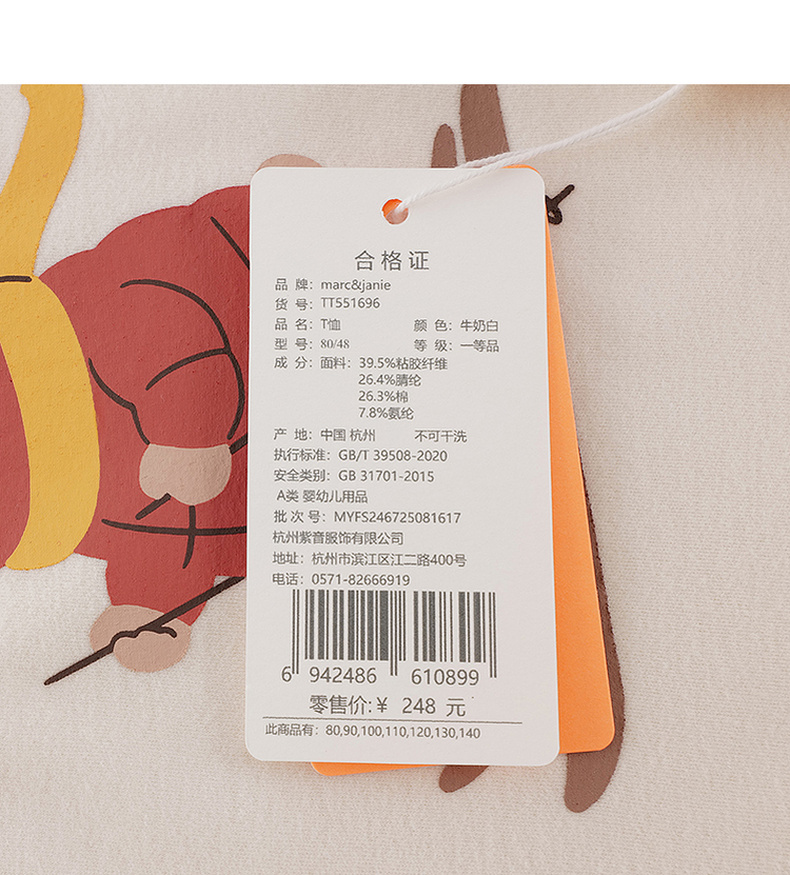 合格证
品 牌: marc&janie
货 号: TT551696
品 名: T恤 颜 色: 牛奶白
型 号: 80/48 等 级: 一等品
成 分: 面料: 39.5%粘胶纤维
26.4%腈纶
26.3%棉
7.8%氨纶
产 地: 中国 杭州 不可干洗
执行标准: GB/T 39508-2020
安全类别: GB 31701-2015
A类 婴幼儿用品
批 次 号: MYFS246725081617
杭州紫音服饰有限公司
地址: 杭州市滨江区江二路400号
电话: 0571-82666919
6 942486 610899
零售价:¥ 248 元
此商品有: 80,90,100,110,120,130,140